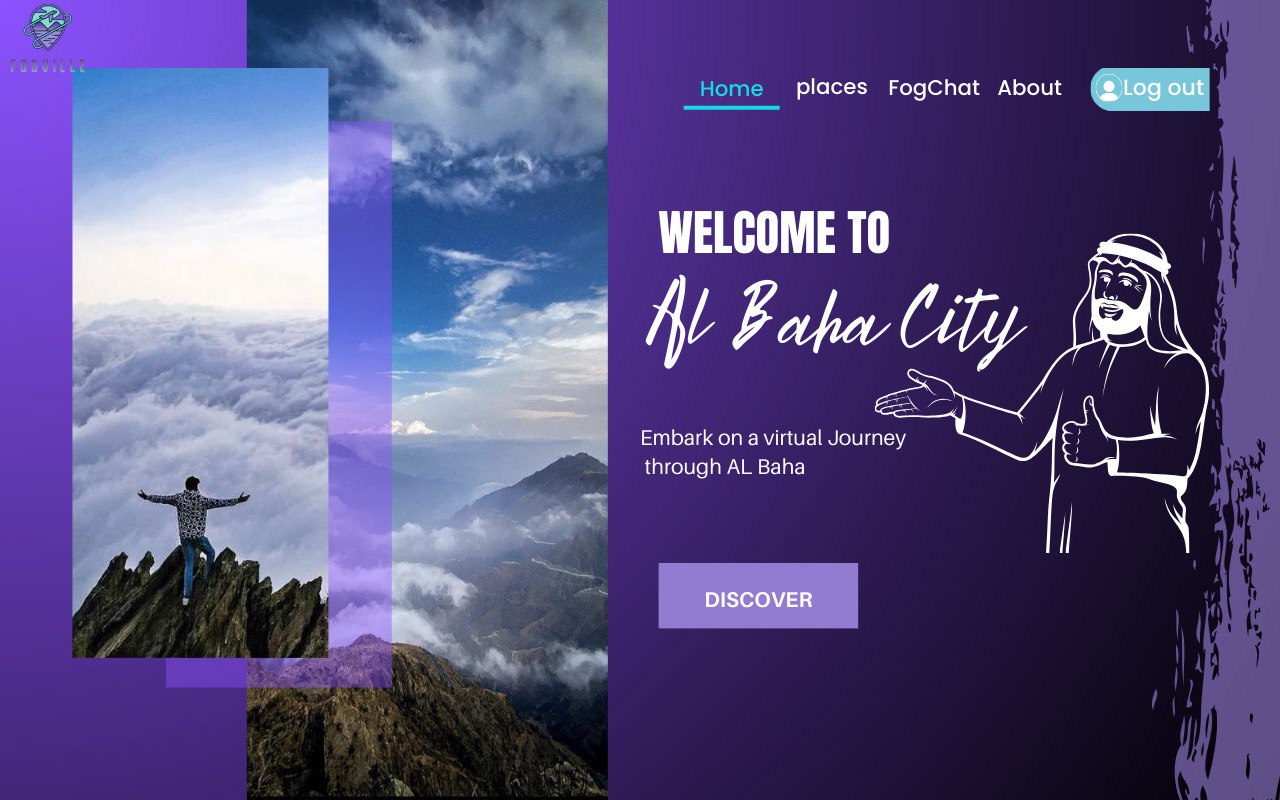 FOGVILLE
Home places FogChat About Log out
WELCOME TO
Al Baha City
Embark on a virtual Journey
through AL Baha
DISCOVER